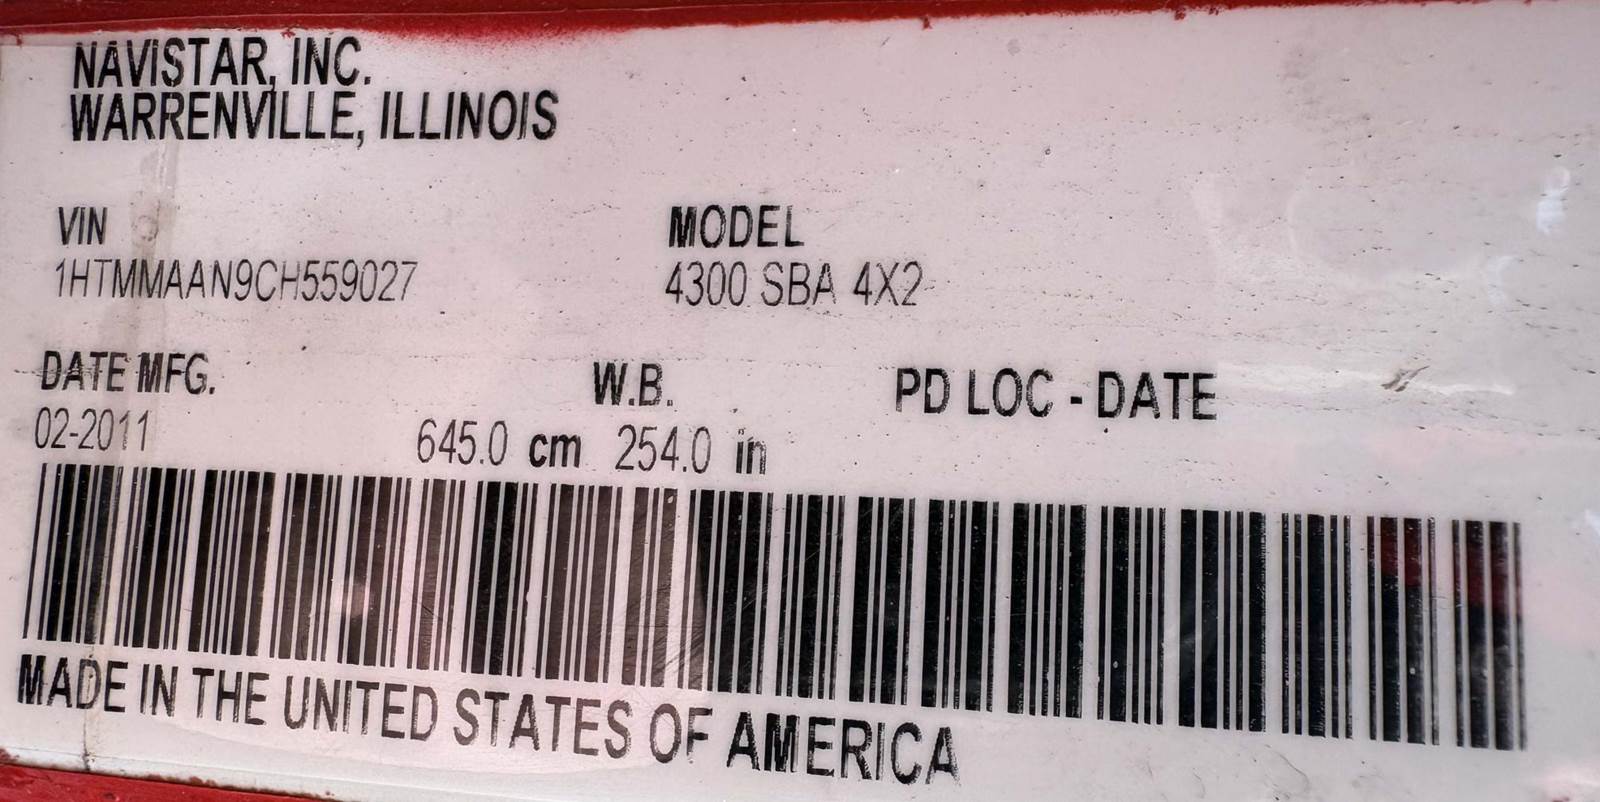 NAVISTAR, INC.
WARRENVILLE, ILLINOIS
VIN MODEL
1HTMMAAN9CH559027 4300 SBA 4X2
DATE MFG. W.B. PD LOC - DATE
02-2011 645.0 cm 254.0 in
MADE IN THE UNITED STATES OF AMERICA